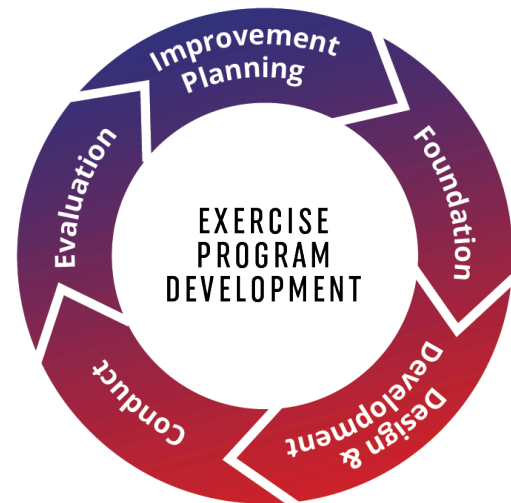 Improvement
Planning
Foundation
Design &
Development
Conduct
Evaluation
EXERCISE
PROGRAM
DEVELOPMENT